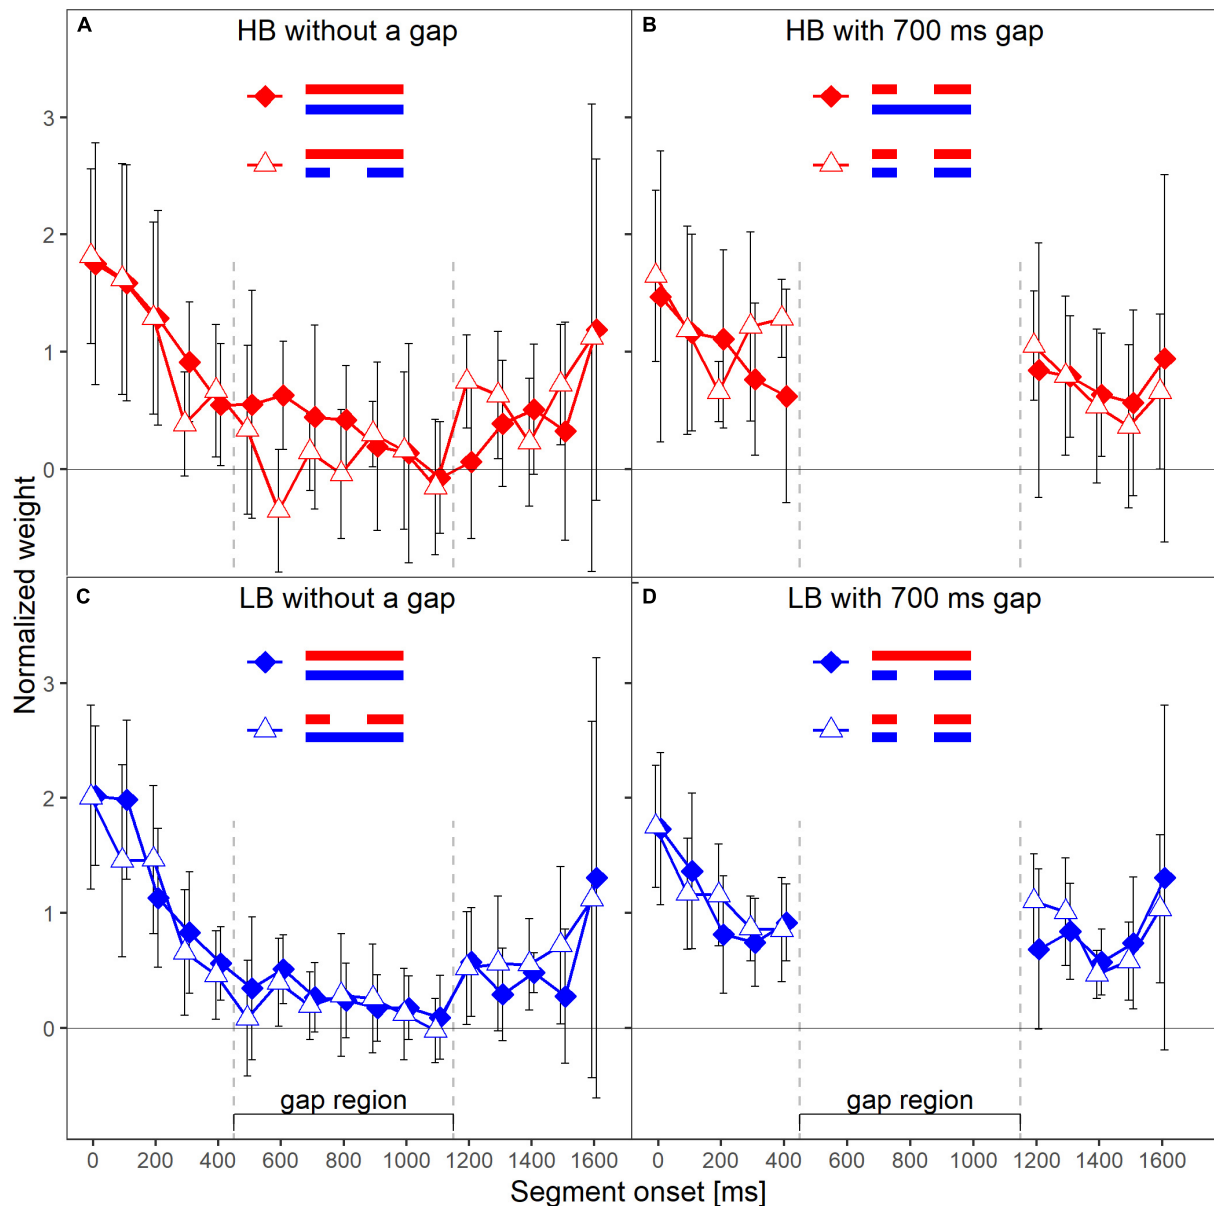 A
HB without a gap
B
HB with 700 ms gap
3
2
1
0
C
LB without a gap
D
LB with 700 ms gap
3
2
1
0
gap region
gap region
0 200 400 600 800 1000 1200 1400 1600
0 200 400 600 800 1000 1200 1400 1600
Segment onset [ms]
Normalized weight